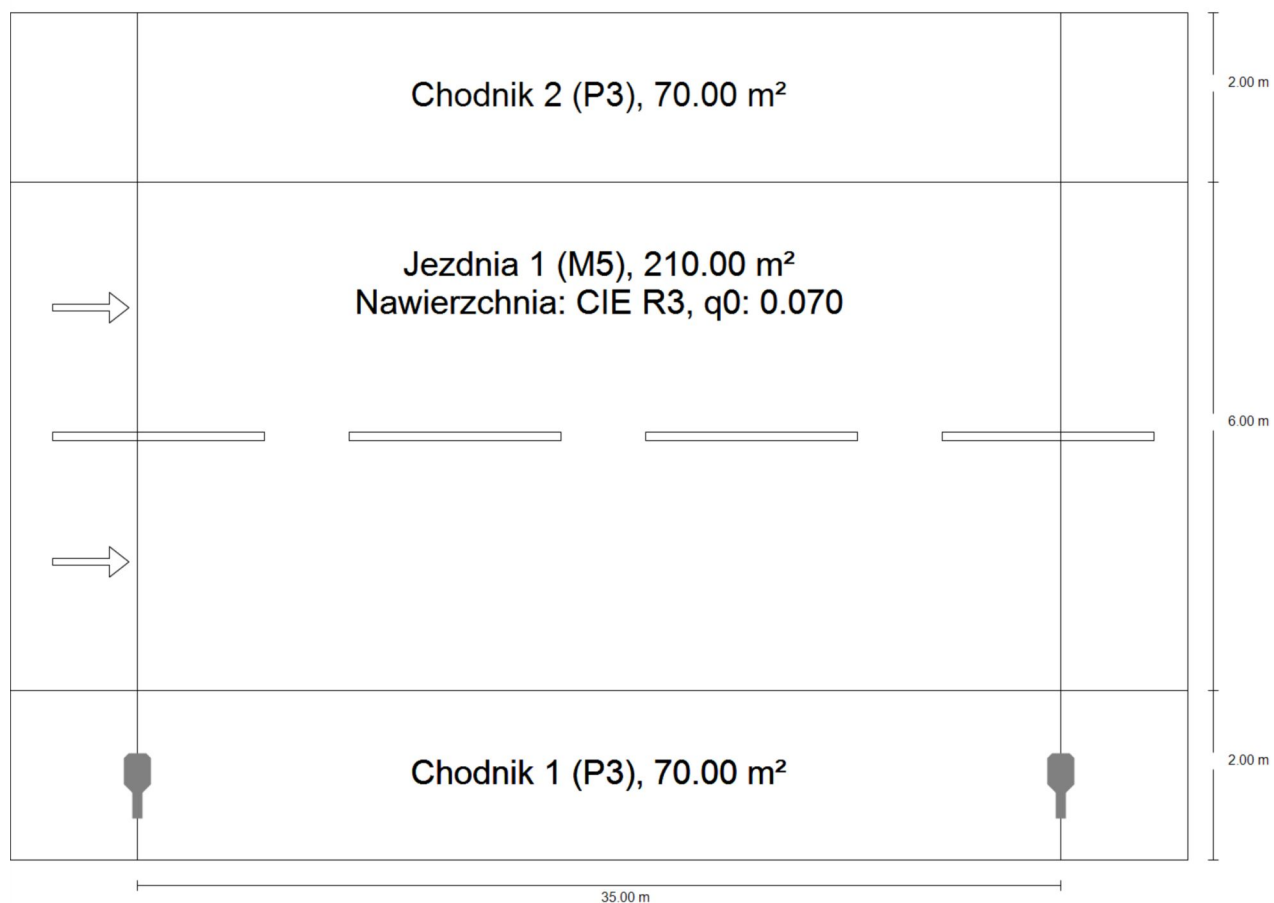 Chodnik 2 (P3), 70.00 m²
2.00 m
Jezdnia 1 (M5), 210.00 m²
Nawierzchnia: CIE R3, q0: 0.070
6.00 m
Chodnik 1 (P3), 70.00 m²
2.00 m
35.00 m